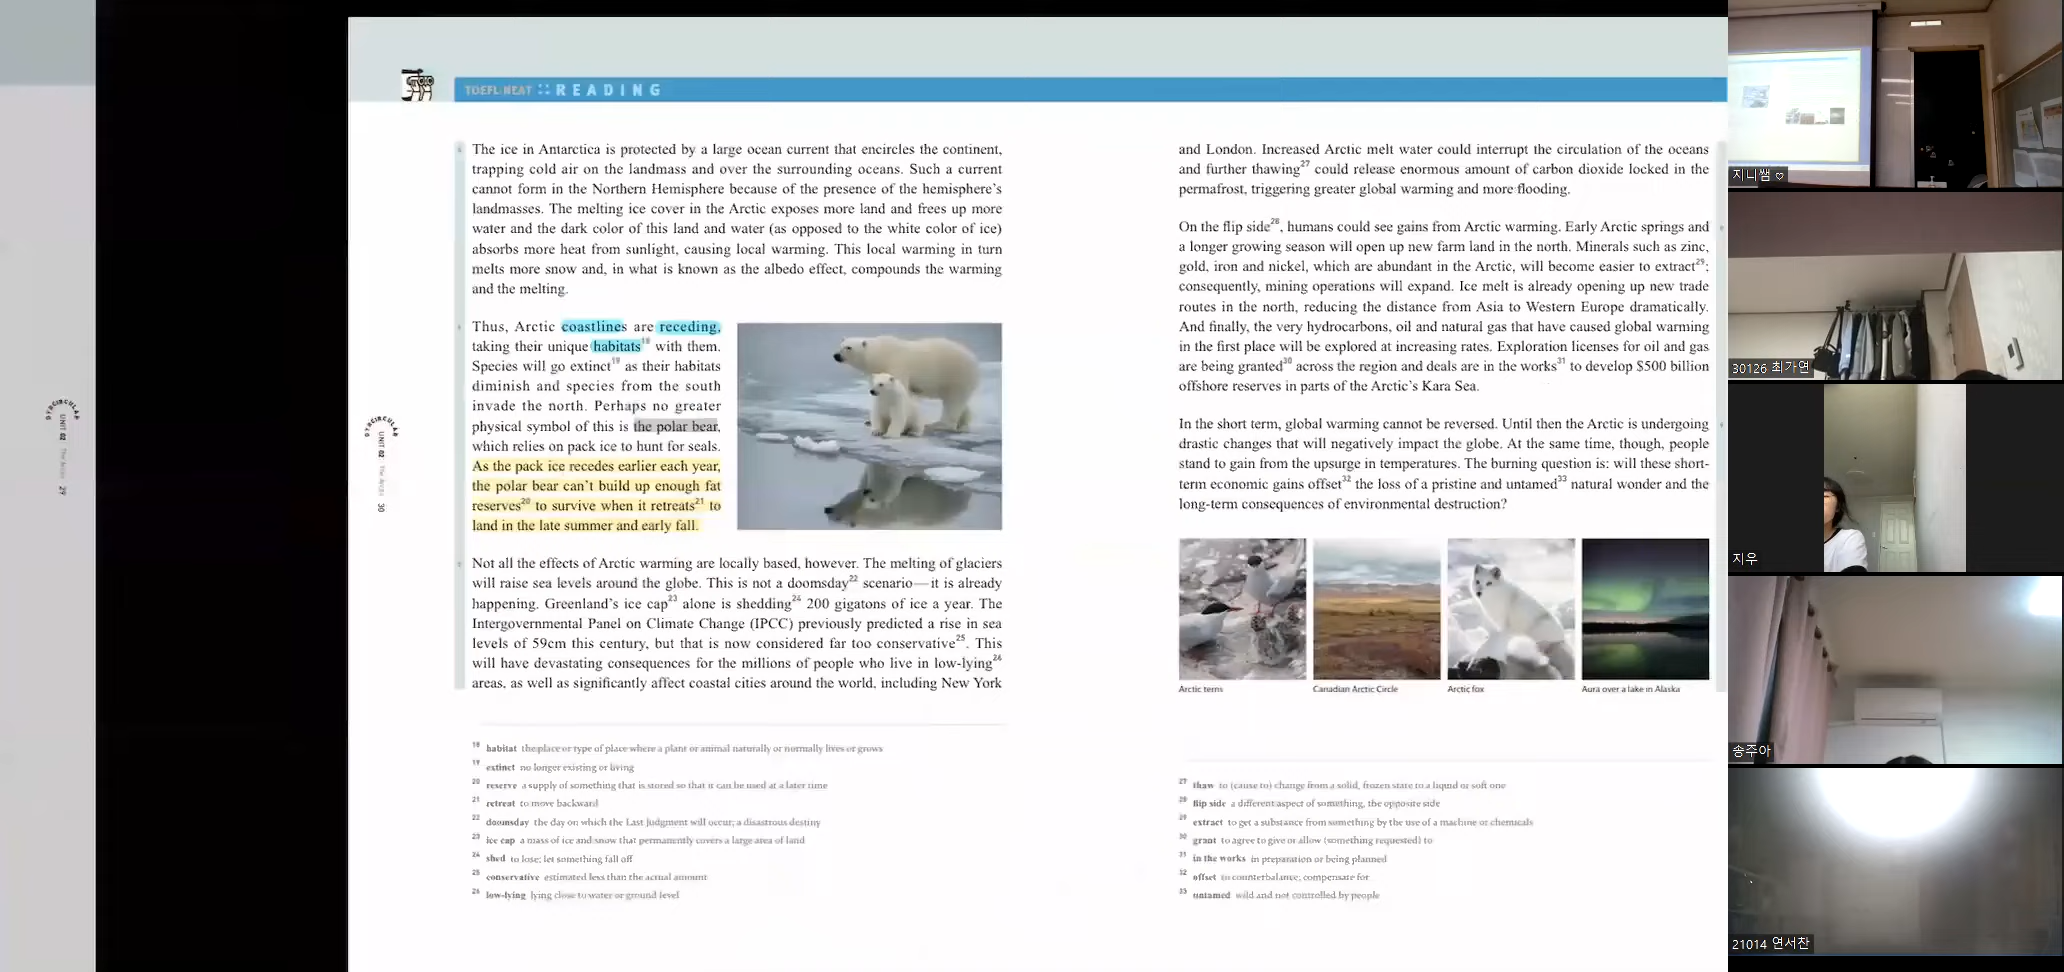 TOEFL·NEAT :: READING
The ice in Antarctica is protected by a large ocean current that encircles the continent,
trapping cold air on the landmass and over the surrounding oceans. Such a current
cannot form in the Northern Hemisphere because of the presence of the hemisphere's
landmasses. The melting ice cover in the Arctic exposes more land and frees up more
water and the dark color of this land and water (as opposed to the white color of ice)
absorbs more heat from sunlight, causing local warming. This local warming in turn
melts more snow and, in what is known as the albedo effect, compounds the warming
and the melting.
Thus, Arctic coastlines are receding,
taking their unique habitats18 with them.
Species will go extinct19 as their habitats
diminish and species from the south
invade the north. Perhaps no greater
physical symbol of this is the polar bear,
which relies on pack ice to hunt for seals.
As the pack ice recedes earlier each year,
the polar bear can't build up enough fat
reserves20 to survive when it retreats21 to
land in the late summer and early fall.
Not all the effects of Arctic warming are locally based, however. The melting of glaciers
will raise sea levels around the globe. This is not a doomsday22 scenario—it is already
happening. Greenland's ice cap23 alone is shedding24 200 gigatons of ice a year. The
Intergovernmental Panel on Climate Change (IPCC) previously predicted a rise in sea
levels of 59cm this century, but that is now considered far too conservative25. This
will have devastating consequences for the millions of people who live in low-lying26
areas, as well as significantly affect coastal cities around the world, including New York
18 habitat the place or type of place where a plant or animal naturally or normally lives or grows
19 extinct no longer existing or living
20 reserve a supply of something that is stored so that it can be used at a later time
21 retreat to move backward
22 doomsday the day on which the Last Judgment will occur; a disastrous destiny
23 ice cap a mass of ice and snow that permanently covers a large area of land
24 shed to lose; let something fall off
25 conservative estimated less than the actual amount
26 low-lying lying close to water or ground level
and London. Increased Arctic melt water could interrupt the circulation of the oceans
and further thawing27 could release enormous amount of carbon dioxide locked in the
permafrost, triggering greater global warming and more flooding.
On the flip side28, humans could see gains from Arctic warming. Early Arctic springs and
a longer growing season will open up new farm land in the north. Minerals such as zinc,
gold, iron and nickel, which are abundant in the Arctic, will become easier to extract29;
consequently, mining operations will expand. Ice melt is already opening up new trade
routes in the north, reducing the distance from Asia to Western Europe dramatically.
And finally, the very hydrocarbons, oil and natural gas that have caused global warming
in the first place will be explored at increasing rates. Exploration licenses for oil and gas
are being granted30 across the region and deals are in the works31 to develop $500 billion
offshore reserves in parts of the Arctic's Kara Sea.
In the short term, global warming cannot be reversed. Until then the Arctic is undergoing
drastic changes that will negatively impact the globe. At the same time, though, people
stand to gain from the upsurge in temperatures. The burning question is: will these short-
term economic gains offset32 the loss of a pristine and untamed33 natural wonder and the
long-term consequences of environmental destruction?
Arctic terns
Canadian Arctic Circle
Arctic fox
Aura over a lake in Alaska
27 thaw to (cause to) change from a solid, frozen state to a liquid or soft one
28 flip side a different aspect of something, the opposite side
29 extract to get a substance from something by the use of a machine or chemicals
30 grant to agree to give or allow (something requested) to
31 in the works in preparation or being planned
32 offset to counterbalance; compensate for
33 untamed wild and not controlled by people
UNIT 02 The Arctic 29
UNIT 02 The Arctic 30
지니쌤 ♡
30126 최가연
지우
송주아
21014 연서찬